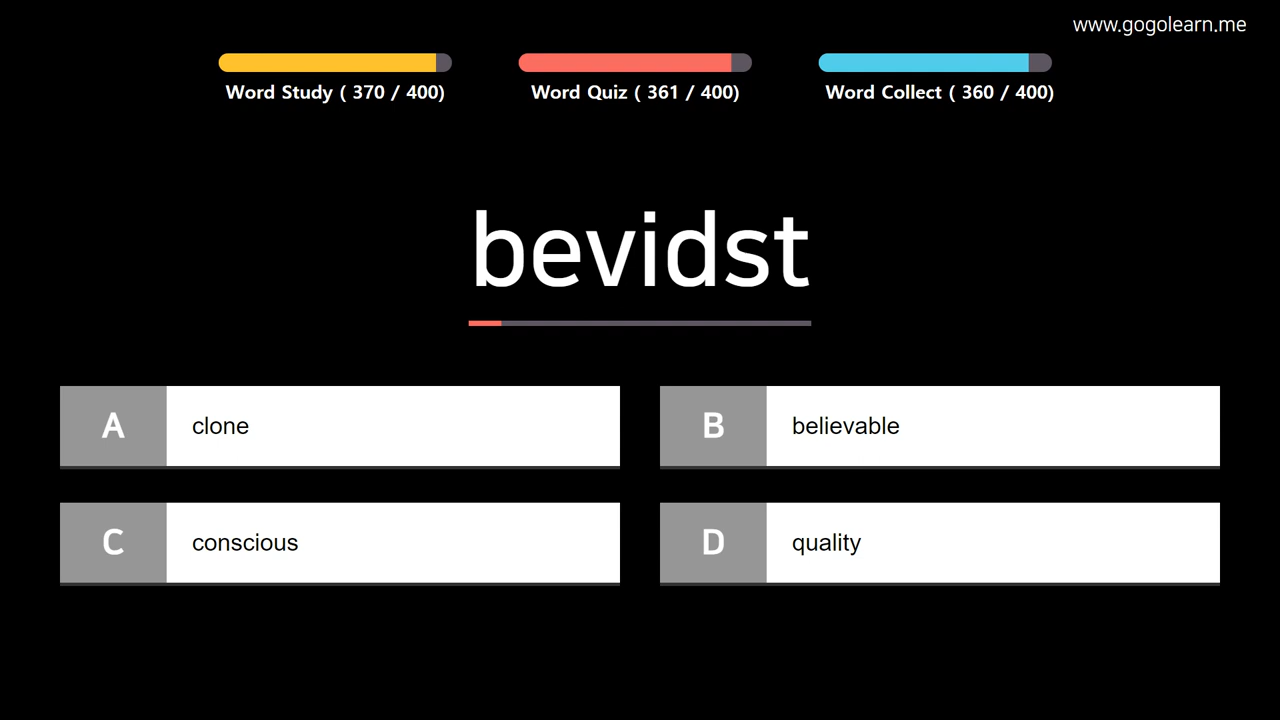 www.gogolearn.me
Word Study ( 370 / 400)
Word Quiz ( 361 / 400)
Word Collect ( 360 / 400)
bevidst
A clone
B believable
C conscious
D quality